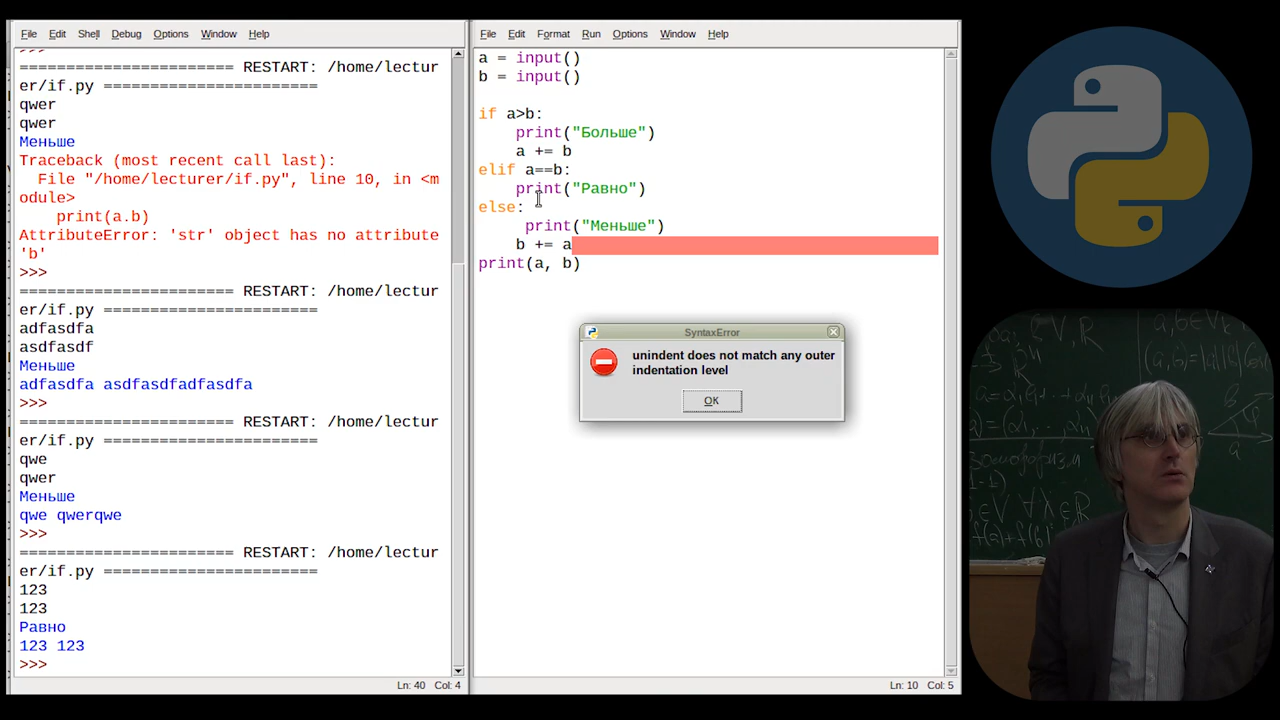 File Edit Shell Debug Options Window Help
>>>
======================= RESTART: /home/lectur
er/if.py =======================
qwer
qwer
Меньше
Traceback (most recent call last):
  File "/home/lecturer/if.py", line 10, in <m
odule>
    print(a.b)
AttributeError: 'str' object has no attribute
'b'
>>>
======================= RESTART: /home/lectur
er/if.py =======================
adfasdfa
asdfasdf
Меньше
adfasdfa asdfasdfadfasdfa
>>>
======================= RESTART: /home/lectur
er/if.py =======================
qwe
qwer
Меньше
qwe qwerqwe
>>>
======================= RESTART: /home/lectur
er/if.py =======================
123
123
Равно
123 123
>>>
Ln: 40 Col: 4
File Edit Format Run Options Window Help
a = input()
b = input()
if a>b:
    print("Больше")
    a += b
elif a==b:
    print("Равно")
else:
     print("Меньше")
    b += a
print(a, b)
SyntaxError
unindent does not match any outer
indentation level
OK
Ln: 10 Col: 5